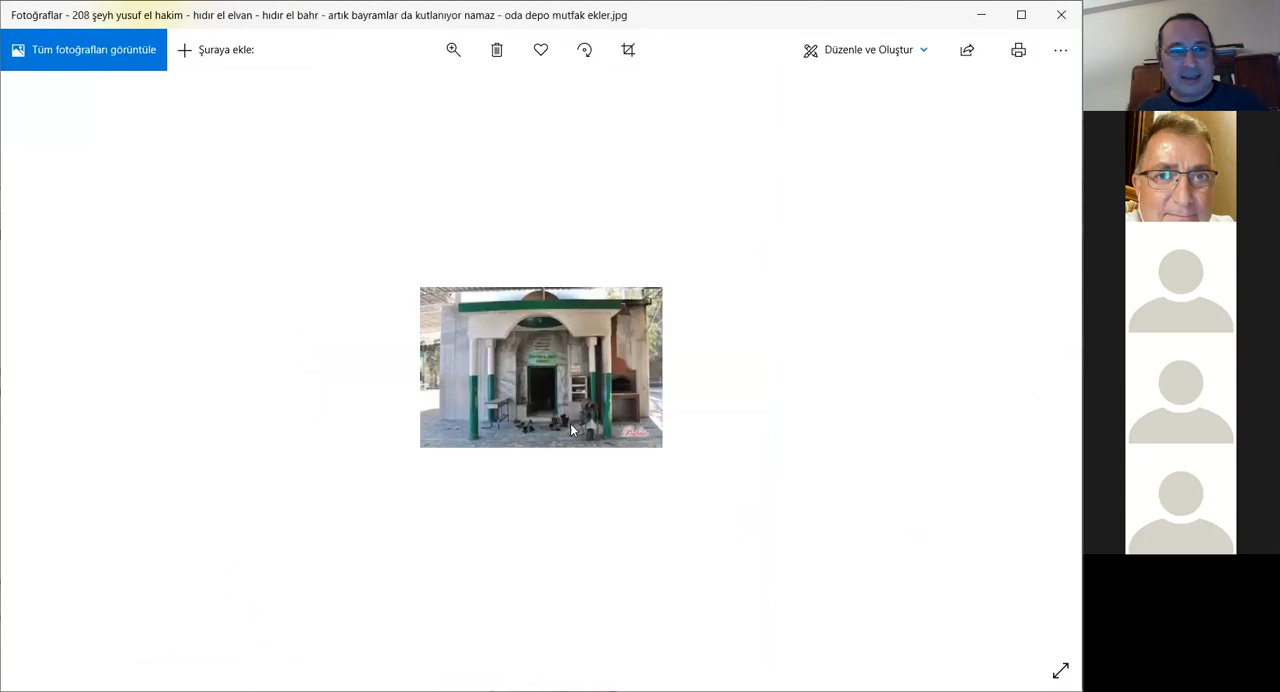 Fotoğraflar - 208 şeyh yusuf el hakim - hıdır el elvan - hıdır el bahr - artık bayramlar da kutlanıyor namaz - oda depo mutfak ekler.jpg
Tüm fotoğrafları görüntüle
Şuraya ekle:
Düzenle ve Oluştur